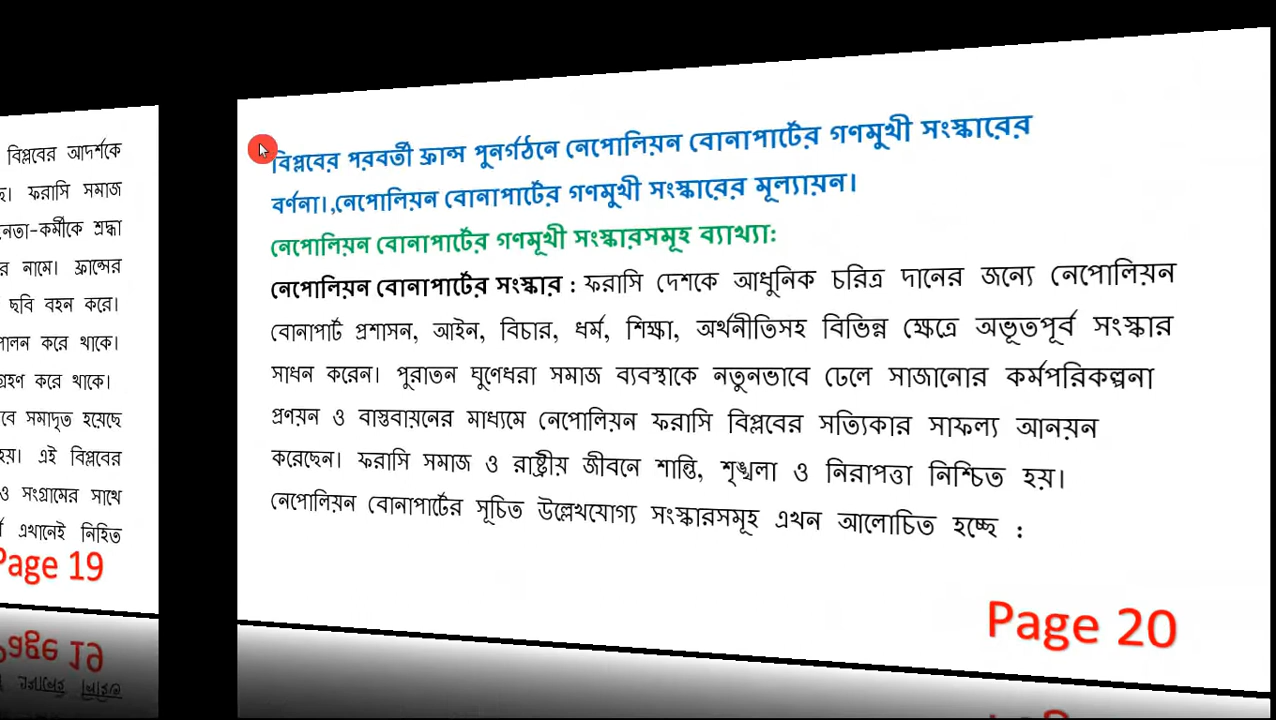 বিপ্লবের আদর্শকে
ছে। ফরাসি সমাজ
নেতা-কর্মীকে শ্রদ্ধা
র নামে। ফ্রান্সের
ছবি বহন করে।
পালন করে থাকে।
গ্রহণ করে থাকে।
বে সমাদৃত হয়েছে
হয়। এই বিপ্লবের
ও সংগ্রামের সাথে
এখানেই নিহিত
Page 19
বিপ্লবের পরবর্তী ফ্রান্স পুনর্গঠনে নেপোলিয়ন বোনাপার্টের গণমুখী সংস্কারের
বর্ণনা।,নেপোলিয়ন বোনাপার্টের গণমুখী সংস্কারের মূল্যায়ন।
নেপোলিয়ন বোনাপার্টের গণমূখী সংস্কারসমূহ ব্যাখ্যা:
নেপোলিয়ন বোনাপার্টের সংস্কার : ফরাসি দেশকে আধুনিক চরিত্র দানের জন্যে নেপোলিয়ন
বোনাপার্ট প্রশাসন, আইন, বিচার, ধর্ম, শিক্ষা, অর্থনীতিসহ বিভিন্ন ক্ষেত্রে অভূতপূর্ব সংস্কার
সাধন করেন। পুরাতন ঘুণেধরা সমাজ ব্যবস্থাকে নতুনভাবে ঢেলে সাজানোর কর্মপরিকল্পনা
প্রণয়ন ও বাস্তবায়নের মাধ্যমে নেপোলিয়ন ফরাসি বিপ্লবের সত্যিকার সাফল্য আনয়ন
করেছেন। ফরাসি সমাজ ও রাষ্ট্রীয় জীবনে শান্তি, শৃঙ্খলা ও নিরাপত্তা নিশ্চিত হয়।
নেপোলিয়ন বোনাপার্টের সূচিত উল্লেখযোগ্য সংস্কারসমূহ এখন আলোচিত হচ্ছে :
Page 20